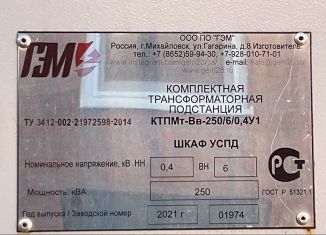 ГЭМ
ООО ПО "ГЭМ"
Россия, г.Михайловск, ул.Гагарина, д.8 Изготовитель.
тел.: +7 (8652)59-94-30, +7-928-010-71-01
КОМПЛЕКТНАЯ
ТРАНСФОРМАТОРНАЯ
ПОДСТАНЦИЯ
ТУ 3412-002-21972598-2014 КТПМт-Вв-250/6/0,4У1
ШКАФ УСПД
Номинальное напряжение, кВ НН 0,4 ВН 6
Мощность, кВА 250
ГОСТ Р 51321.1
Год выпуска / Заводской номер 2021 г 01974